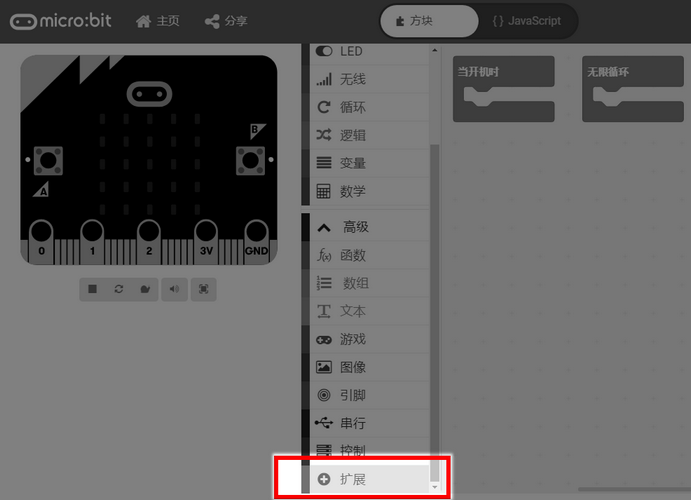 micro:bit 主页 分享 方块 { } JavaScript
LED
无线
循环
逻辑
变量
数学
高级
f(x) 函数
数组
文本
游戏
图像
引脚
串行
控制
扩展
当开机时 无限循环
B
A
0 1 2 3V GND